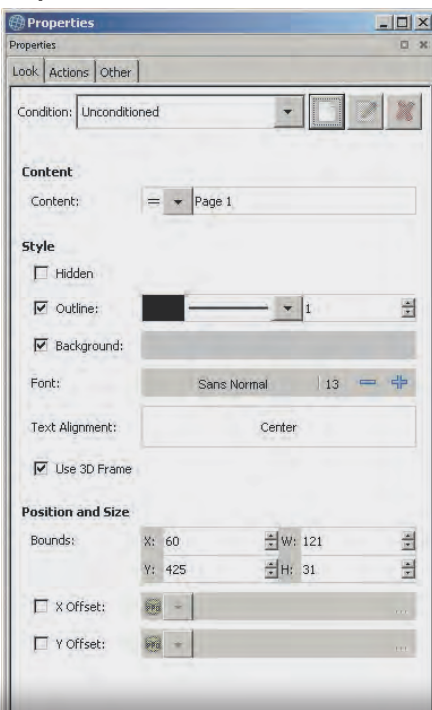 Properties
Properties
Look Actions Other
Condition: Unconditioned
Content
Content: = Page 1
Style
Hidden
Outline: 1
Background:
Font: Sans Normal 13
Text Alignment: Center
Use 3D Frame
Position and Size
Bounds: X: 60 W: 121
Y: 425 H: 31
X Offset: ...
Y Offset: ...